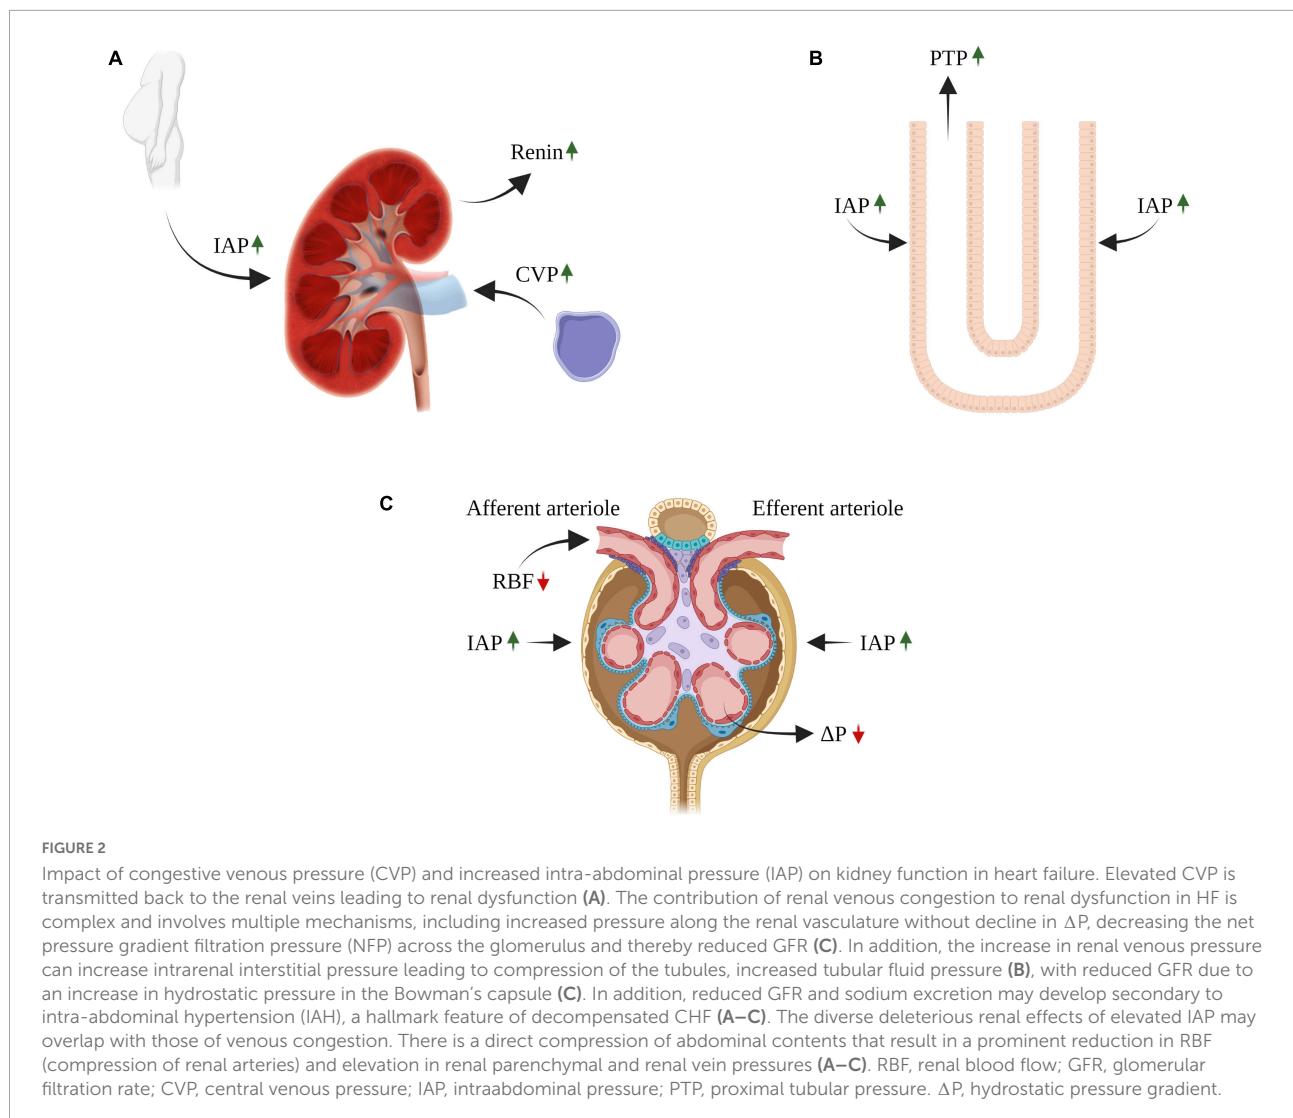 A
B
PTP
Renin
IAP
IAP
IAP
CVP
C
Afferent arteriole
Efferent arteriole
RBF
IAP
IAP
ΔP
FIGURE 2
Impact of congestive venous pressure (CVP) and increased intra-abdominal pressure (IAP) on kidney function in heart failure. Elevated CVP is
transmitted back to the renal veins leading to renal dysfunction (A). The contribution of renal venous congestion to renal dysfunction in HF is
complex and involves multiple mechanisms, including increased pressure along the renal vasculature without decline in ΔP, decreasing the net
pressure gradient filtration pressure (NFP) across the glomerulus and thereby reduced GFR (C). In addition, the increase in renal venous pressure
can increase intrarenal interstitial pressure leading to compression of the tubules, increased tubular fluid pressure (B), with reduced GFR due to
an increase in hydrostatic pressure in the Bowman's capsule (C). In addition, reduced GFR and sodium excretion may develop secondary to
intra-abdominal hypertension (IAH), a hallmark feature of decompensated CHF (A–C). The diverse deleterious renal effects of elevated IAP may
overlap with those of venous congestion. There is a direct compression of abdominal contents that result in a prominent reduction in RBF
(compression of renal arteries) and elevation in renal parenchymal and renal vein pressures (A–C). RBF, renal blood flow; GFR, glomerular
filtration rate; CVP, central venous pressure; IAP, intraabdominal pressure; PTP, proximal tubular pressure. ΔP, hydrostatic pressure gradient.